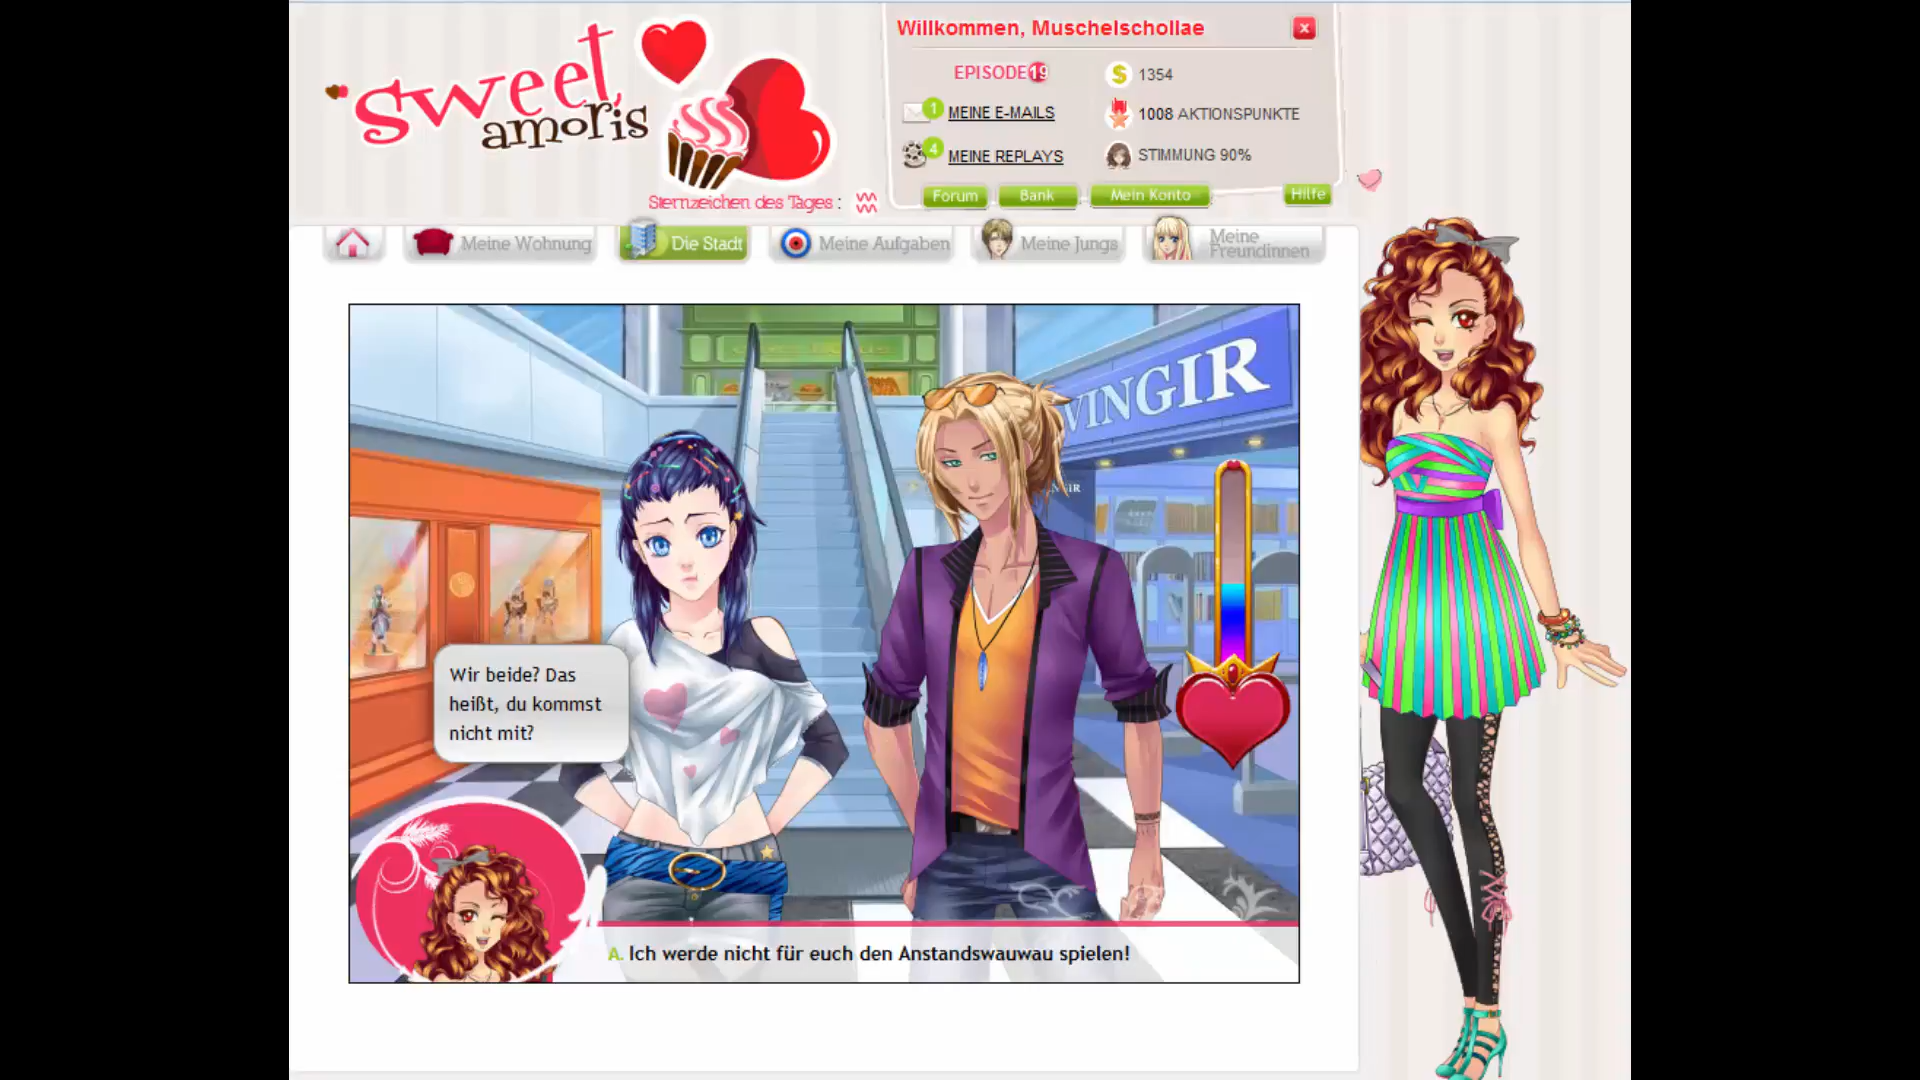 Sweet
amoris
Willkommen, Muschelschollae
EPISODE 19
1354
1 MEINE E-MAILS
1008 AKTIONSPUNKTE
4 MEINE REPLAYS
STIMMUNG 90%
Sternzeichen des Tages :
Forum
Bank
Mein Konto
Hilfe
Meine Wohnung
Die Stadt
Meine Aufgaben
Meine Jungs
Meine
Freundinnen
VINGIR
Wir beide? Das
heißt, du kommst
nicht mit?
A. Ich werde nicht für euch den Anstandswauwau spielen!